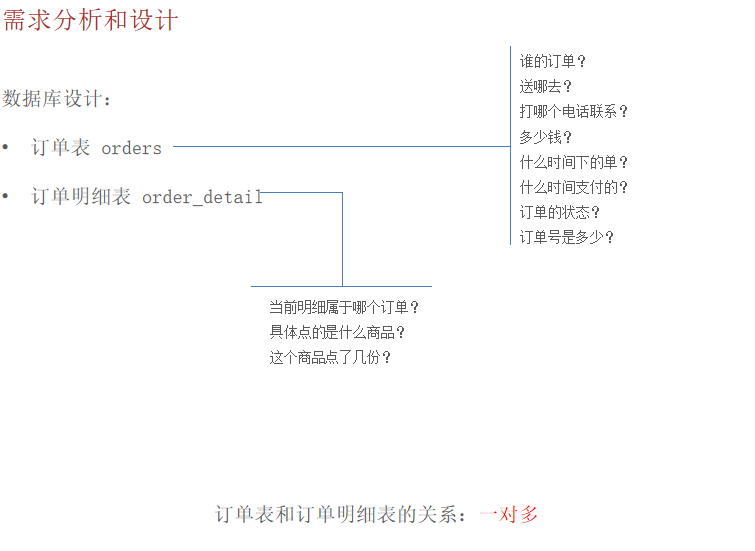 需求分析和设计
数据库设计：
• 订单表 orders
• 订单明细表 order_detail
谁的订单？
送哪去？
打哪个电话联系？
多少钱？
什么时间下的单？
什么时间支付的？
订单的状态？
订单号是多少？
当前明细属于哪个订单？
具体点的是什么商品？
这个商品点了几份？
订单表和订单明细表的关系：一对多